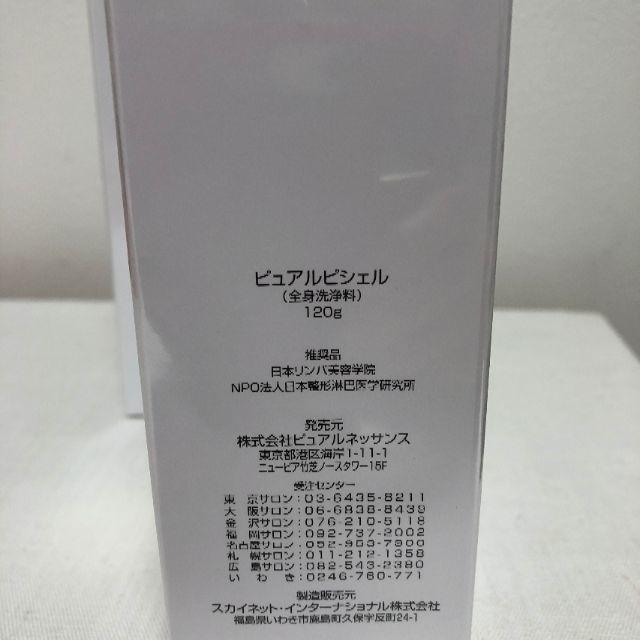 ピュアルピシェル
（全身洗浄料）
120g
推奨品
日本リンパ美容学院
NPO法人日本整形淋巴医学研究所
発売元
株式会社ピュアルネッサンス
東京都港区海岸1-11-1
ニューピア竹芝ノースタワー15F
受注センター
東京サロン：03-6435-8211
大阪サロン：06-6838-8439
金沢サロン：076-210-5118
福岡サロン：092-737-2002
名古屋サロン：
札幌サロン：011-212-1358
広島サロン：082-543-2380
いわき：0246-760-771
製造販売元
スカイネット・インターナショナル株式会社
福島県いわき市鹿島町久保字反町24-1